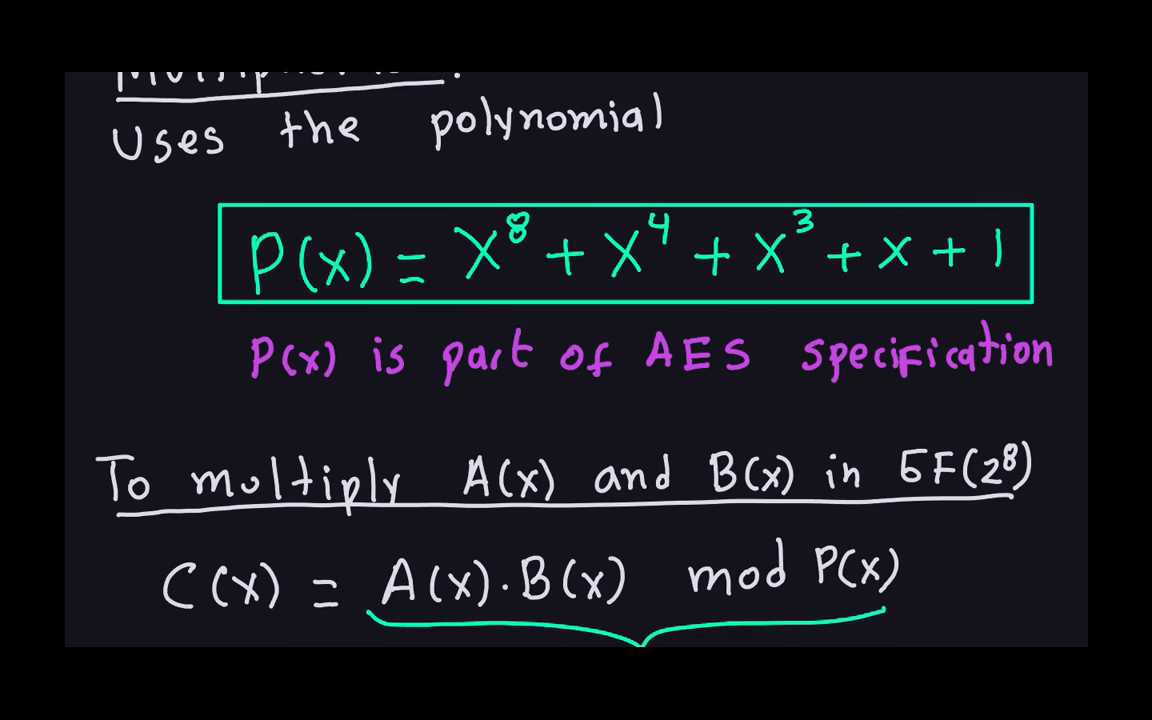 Multiplication:
uses the polynomial
P(x) = x⁸ + x⁴ + x³ + x + 1
P(x) is part of AES specification
To multiply A(x) and B(x) in GF(2⁸)
C(x) = A(x)·B(x) mod P(x)